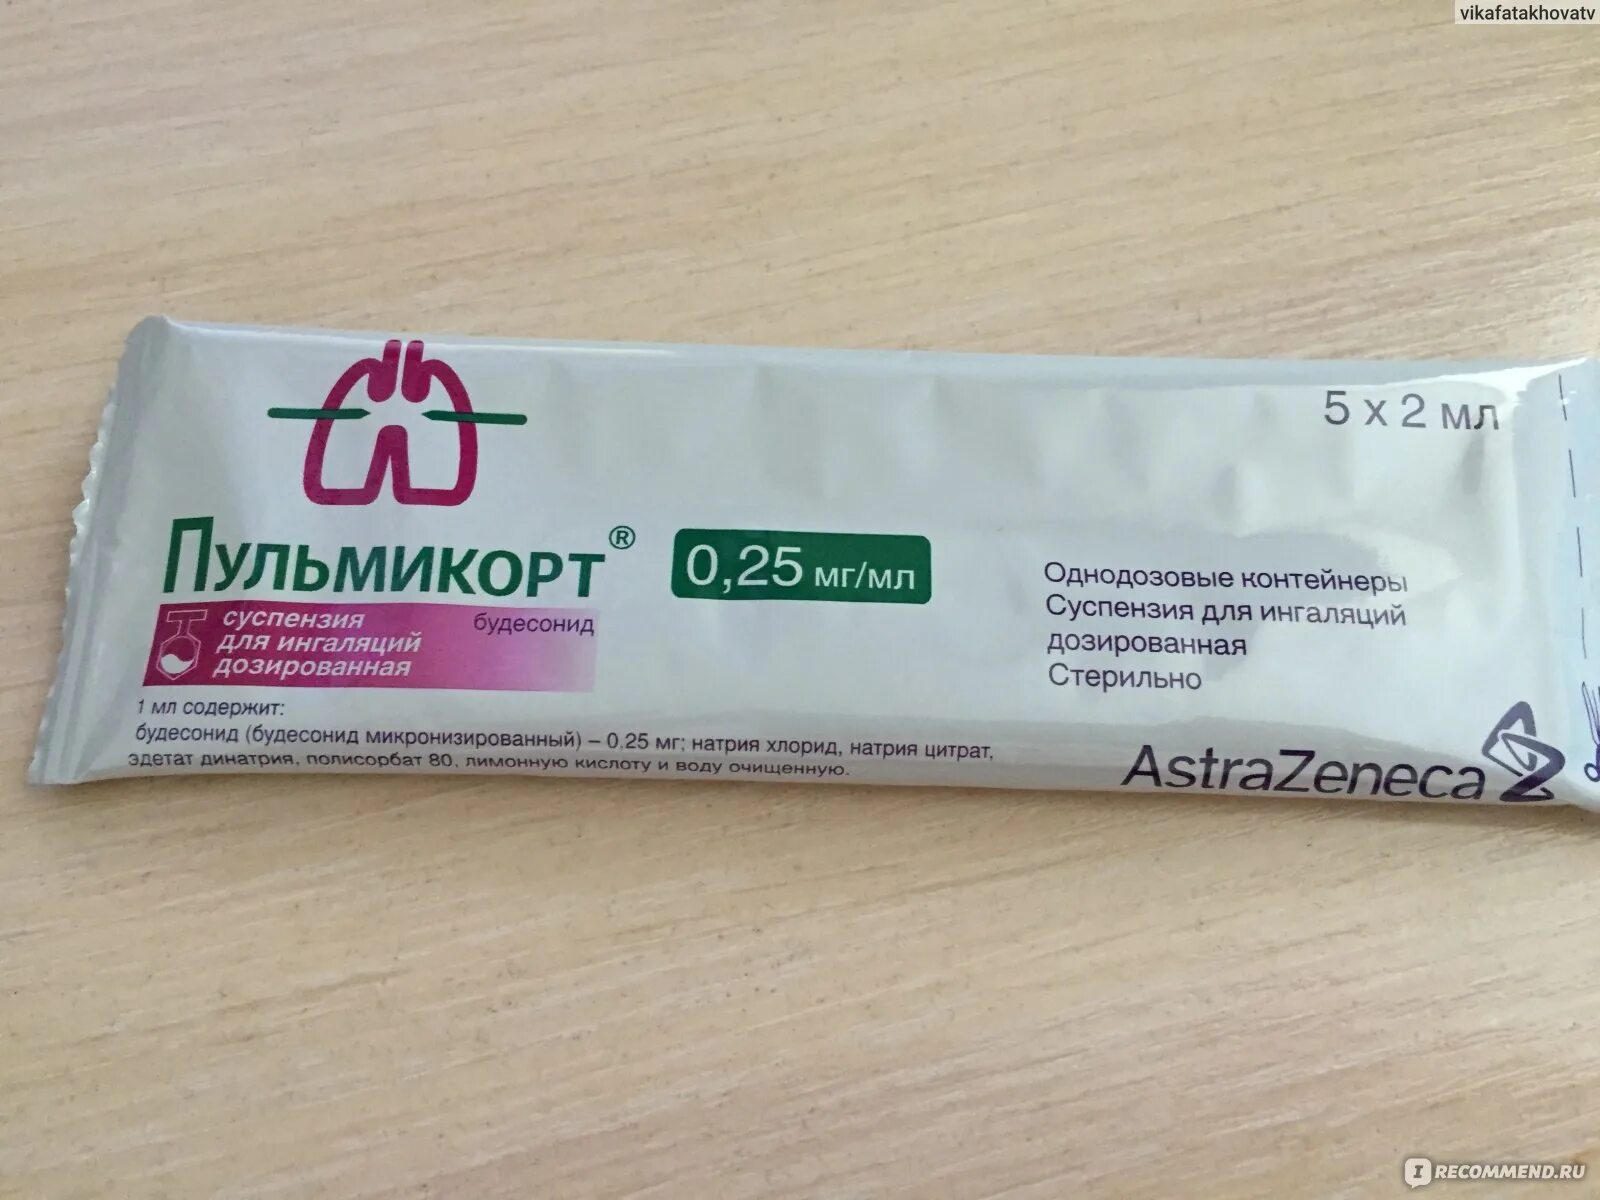 vikafatakhovatv
5 x 2 мл
Пульмикорт®
0,25 мг/мл
суспензия
для ингаляций
дозированная
будесонид
Однодозовые контейнеры
Суспензия для ингаляций
дозированная
Стерильно
1 мл содержит:
будесонид (будесонид микронизированный) – 0,25 мг; натрия хлорид, натрия цитрат,
эдетат динатрия, полисорбат 80, лимонную кислоту и воду очищенную.
AstraZeneca
IRECOMMEND.RU